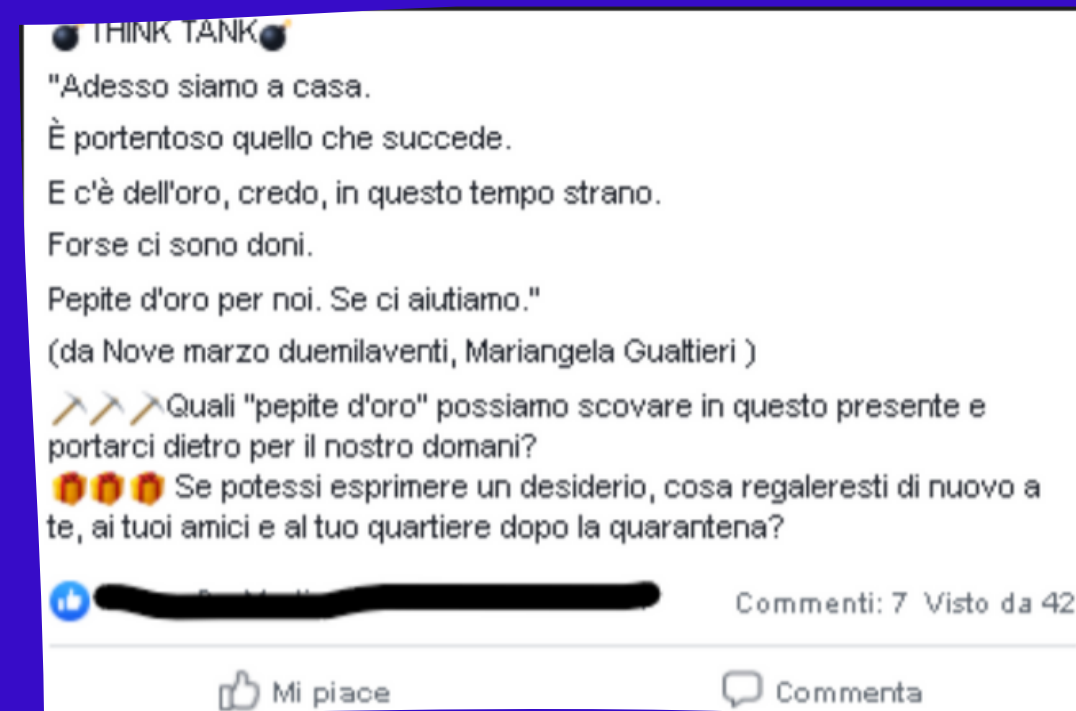 💣 THINK TANK💣
"Adesso siamo a casa.
È portentoso quello che succede.
E c'è dell'oro, credo, in questo tempo strano.
Forse ci sono doni.
Pepite d'oro per noi. Se ci aiutiamo."
(da Nove marzo duemilaventi, Mariangela Gualtieri )
⛏⛏⛏Quali "pepite d'oro" possiamo scovare in questo presente e
portarci dietro per il nostro domani?
🎁🎁🎁 Se potessi esprimere un desiderio, cosa regaleresti di nuovo a
te, ai tuoi amici e al tuo quartiere dopo la quarantena?
Commenti: 7 Visto da 42
Mi piace
Commenta